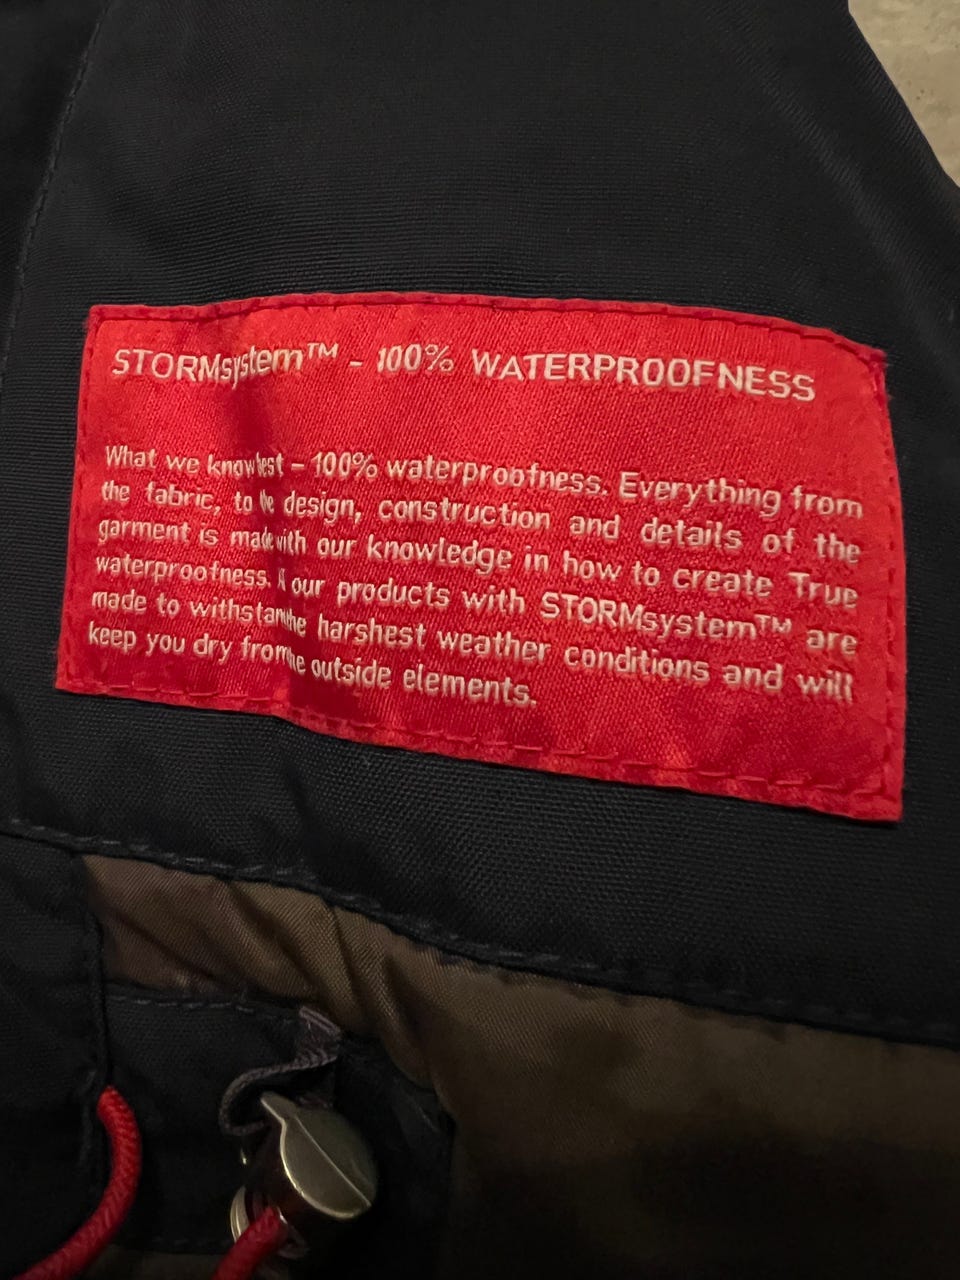 STORMsystem™ - 100% WATERPROOFNESS
What we know best – 100% waterproofness. Everything from
the fabric, to the design, construction and details of the
garment is made with our knowledge in how to create True
waterproofness. All our products with STORMsystem™ are
made to withstand the harshest weather conditions and will
keep you dry from the outside elements.